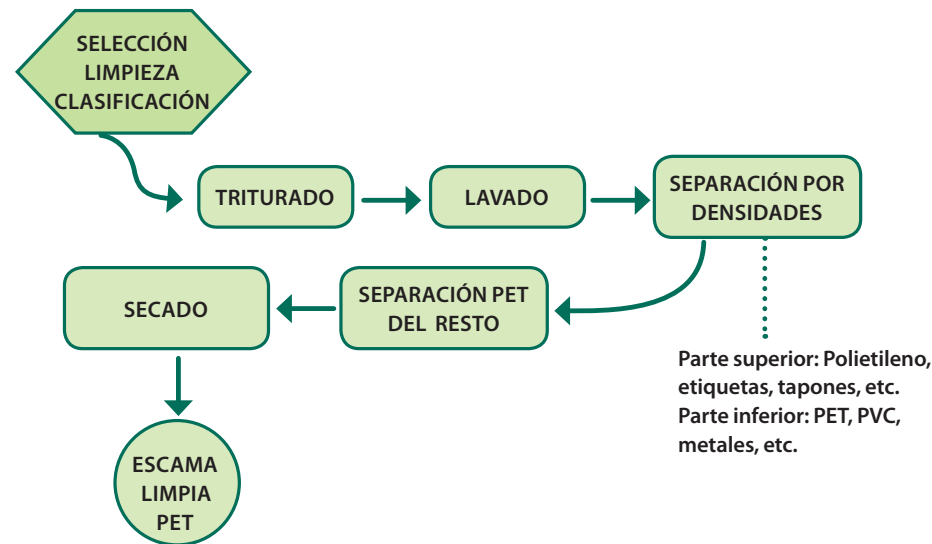 SELECCIÓN
LIMPIEZA
CLASIFICACIÓN
TRITURADO
LAVADO
SEPARACIÓN POR
DENSIDADES
SEPARACIÓN PET
DEL RESTO
SECADO
Parte superior: Polietileno,
etiquetas, tapones, etc.
Parte inferior: PET, PVC,
metales, etc.
ESCAMA
LIMPIA
PET